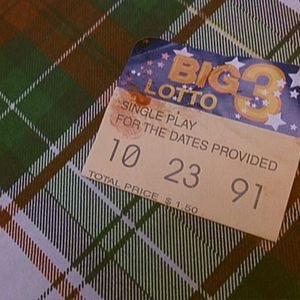 BIG 3
LOTTO
SINGLE PLAY
FOR THE DATES PROVIDED
10 23 91
TOTAL PRICE $ 1.50